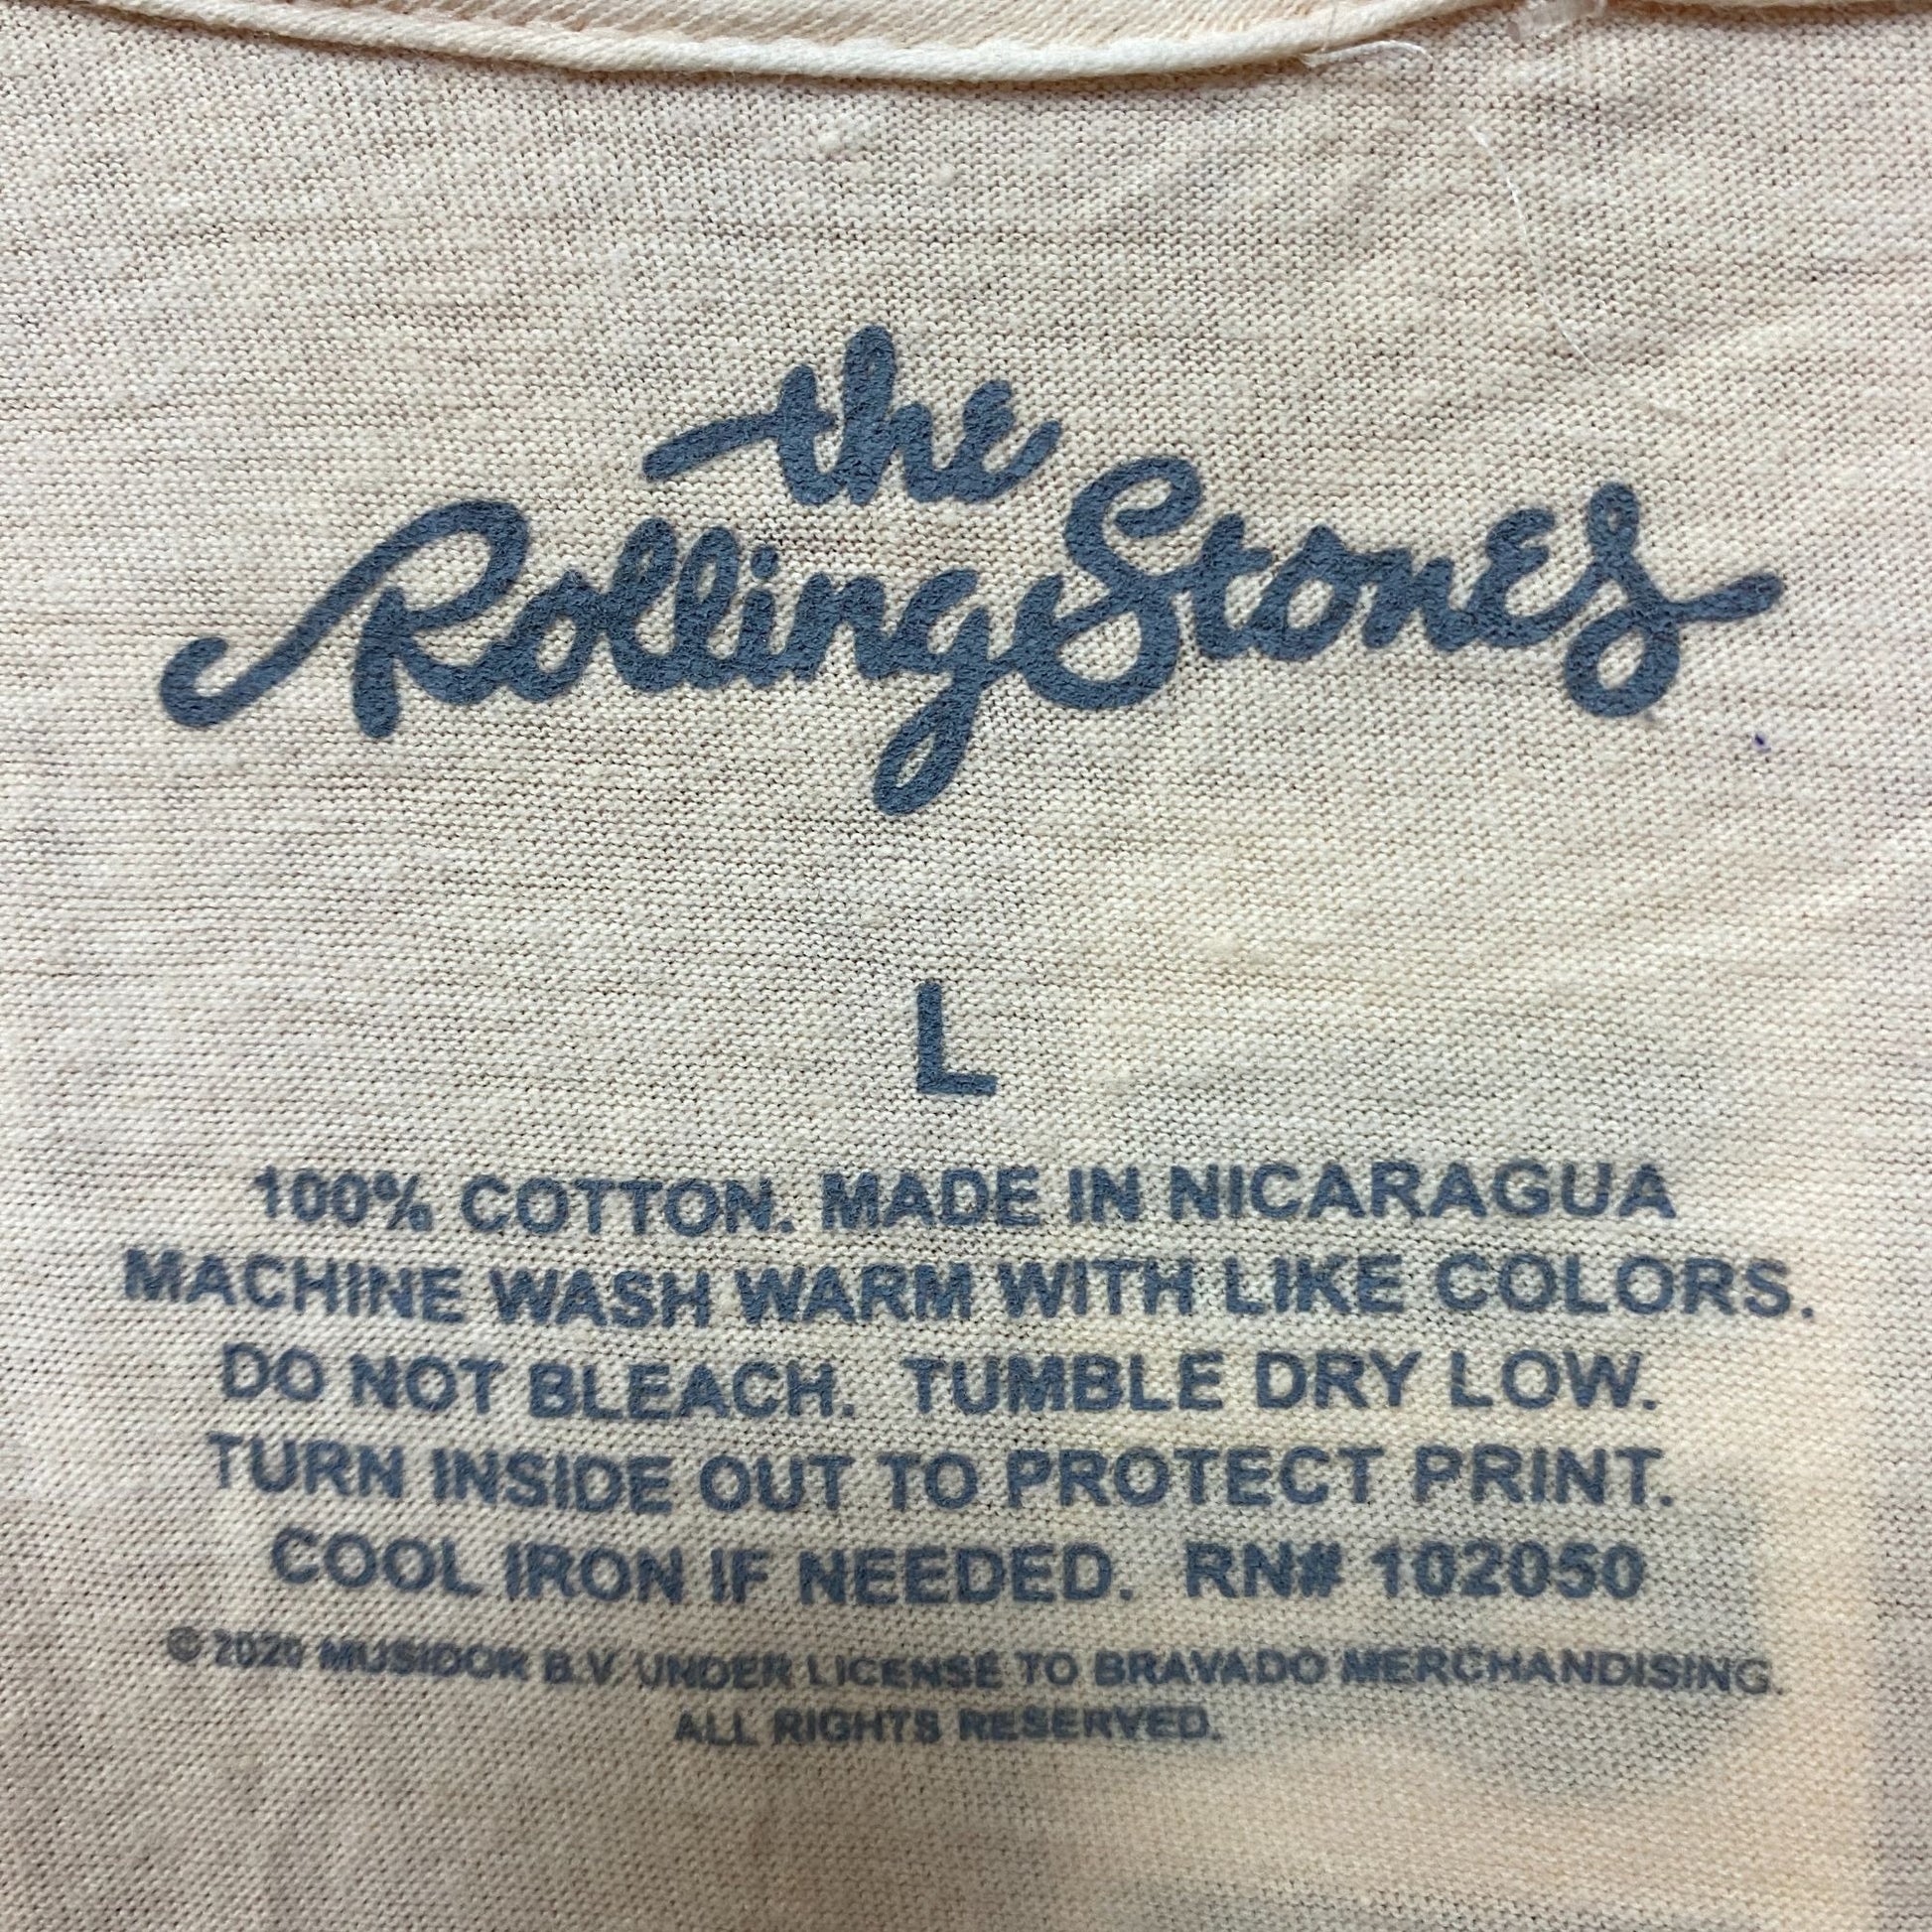 the
Rolling Stones
L
100% COTTON. MADE IN NICARAGUA
MACHINE WASH WARM WITH LIKE COLORS.
DO NOT BLEACH. TUMBLE DRY LOW.
TURN INSIDE OUT TO PROTECT PRINT.
COOL IRON IF NEEDED. RN# 102050
© 2020 MUSIDOR B.V. UNDER LICENSE TO BRAVADO MERCHANDISING.
ALL RIGHTS RESERVED.